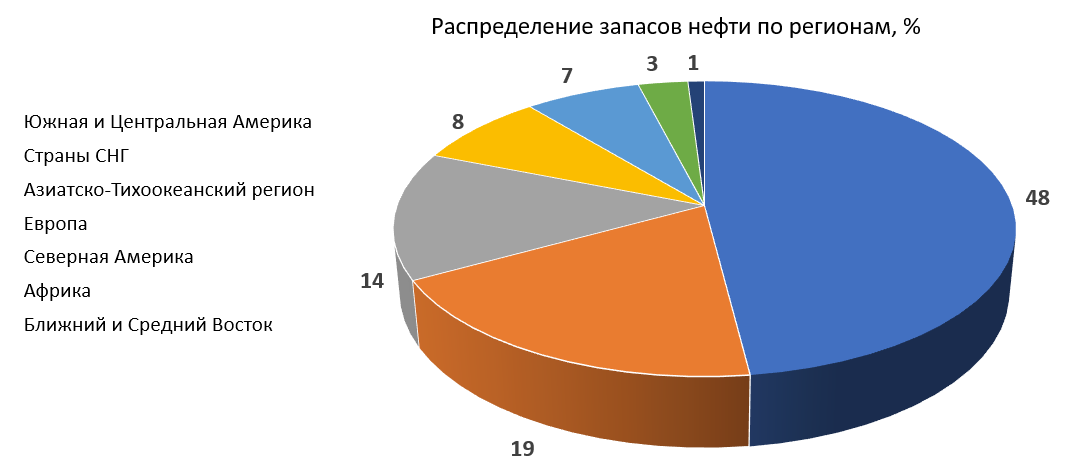 Распределение запасов нефти по регионам, %
Южная и Центральная Америка
Страны СНГ
Азиатско-Тихоокеанский регион
Европа
Северная Америка
Африка
Ближний и Средний Восток
1
3
7
8
48
14
19